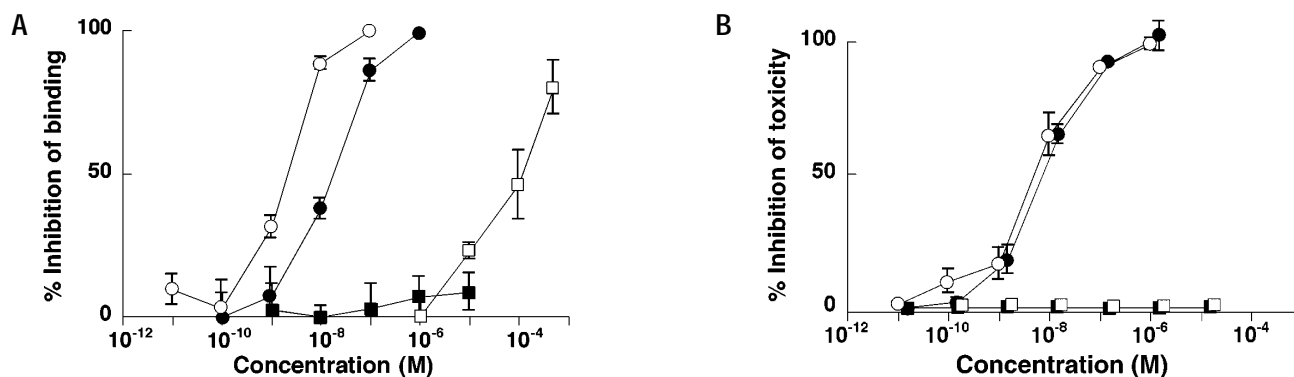 A
100
50
0
% Inhibition of binding
10-12
10-10
10-8
10-6
10-4
Concentration (M)
B
100
50
0
% Inhibition of toxicity
10-12
10-10
10-8
10-6
10-4
Concentration (M)